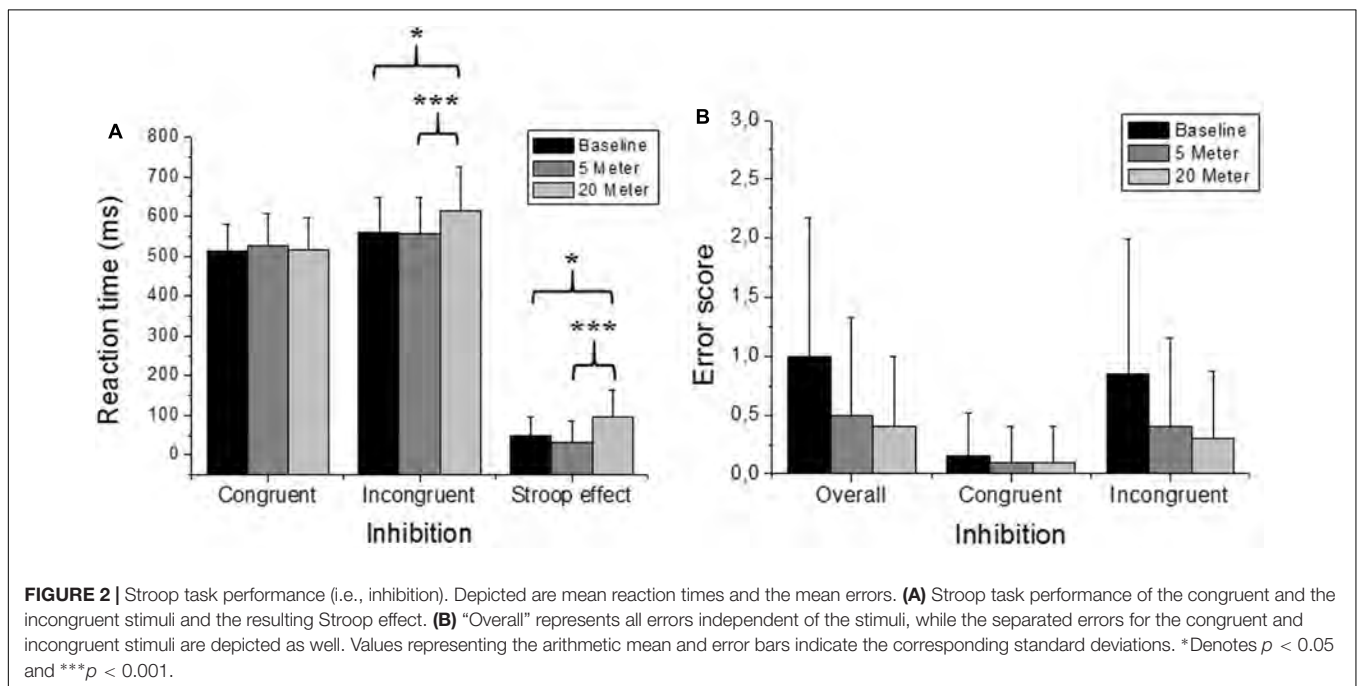 *
***
A
800
700
600
500
400
300
200
100
0
Reaction time (ms)
Baseline
5 Meter
20 Meter
*
***
Congruent Incongruent Stroop effect
Inhibition
B
3,0
2,5
2,0
1,5
1,0
0,5
0,0
Error score
Baseline
5 Meter
20 Meter
Overall Congruent Incongruent
Inhibition
FIGURE 2 | Stroop task performance (i.e., inhibition). Depicted are mean reaction times and the mean errors. (A) Stroop task performance of the congruent and the
incongruent stimuli and the resulting Stroop effect. (B) “Overall” represents all errors independent of the stimuli, while the separated errors for the congruent and
incongruent stimuli are depicted as well. Values representing the arithmetic mean and error bars indicate the corresponding standard deviations. *Denotes p < 0.05
and ***p < 0.001.